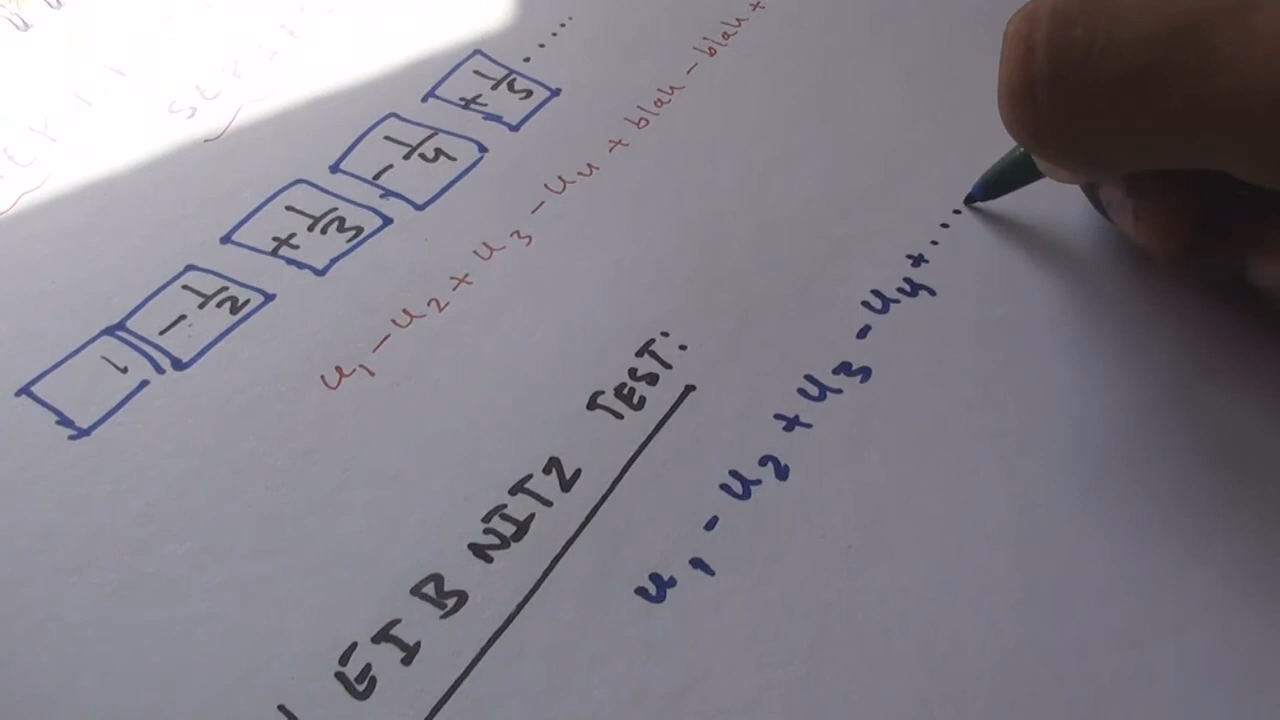 1 - 1/2 + 1/3 - 1/4 + 1/5 .....
u1 - u2 + u3 - u4 + blah - blah +
LEIBNITZ TEST:
u1 - u2 + u3 - u4 + .....